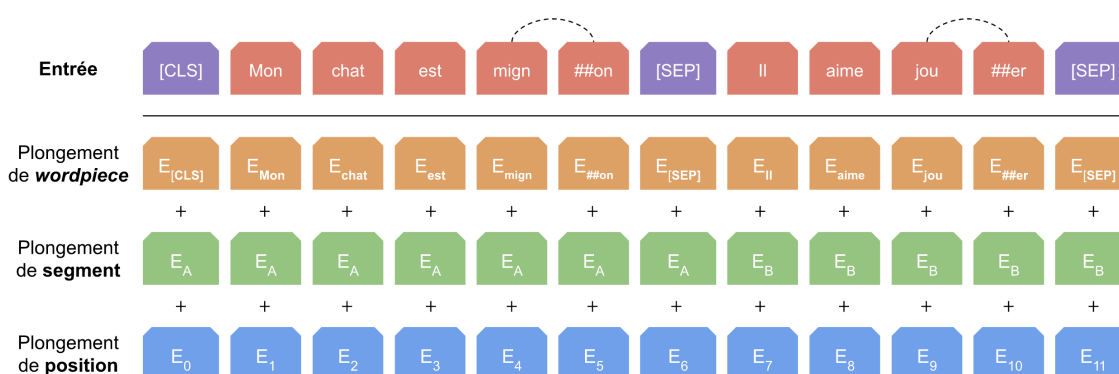 Entrée [CLS] Mon chat est mign ##on [SEP] Il aime jou ##er [SEP]
Plongement
de wordpiece E[CLS] EMon Echat Eest Emign E##on E[SEP] EIl Eaime Ejou E##er E[SEP]
+ + + + + + + + + + + +
Plongement
de segment EA EA EA EA EA EA EA EB EB EB EB EB
+ + + + + + + + + + + +
Plongement
de position E0 E1 E2 E3 E4 E5 E6 E7 E8 E9 E10 E11